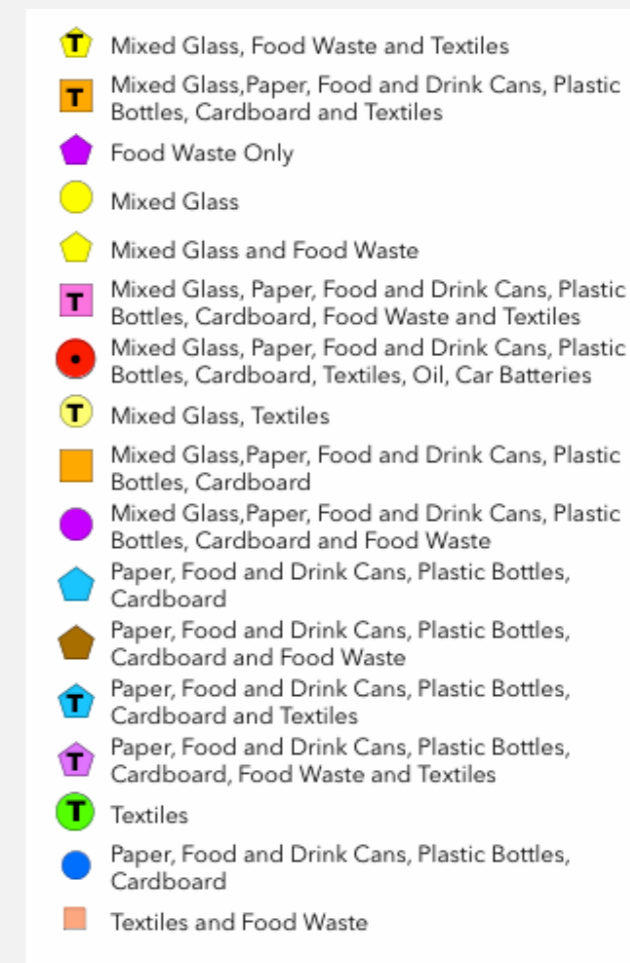 T Mixed Glass, Food Waste and Textiles
T Mixed Glass,Paper, Food and Drink Cans, Plastic
Bottles, Cardboard and Textiles
Food Waste Only
Mixed Glass
Mixed Glass and Food Waste
T Mixed Glass, Paper, Food and Drink Cans, Plastic
Bottles, Cardboard, Food Waste and Textiles
Mixed Glass, Paper, Food and Drink Cans, Plastic
Bottles, Cardboard, Textiles, Oil, Car Batteries
T Mixed Glass, Textiles
Mixed Glass,Paper, Food and Drink Cans, Plastic
Bottles, Cardboard
Mixed Glass,Paper, Food and Drink Cans, Plastic
Bottles, Cardboard and Food Waste
Paper, Food and Drink Cans, Plastic Bottles,
Cardboard
Paper, Food and Drink Cans, Plastic Bottles,
Cardboard and Food Waste
T Paper, Food and Drink Cans, Plastic Bottles,
Cardboard and Textiles
T Paper, Food and Drink Cans, Plastic Bottles,
Cardboard, Food Waste and Textiles
T Textiles
Paper, Food and Drink Cans, Plastic Bottles,
Cardboard
Textiles and Food Waste